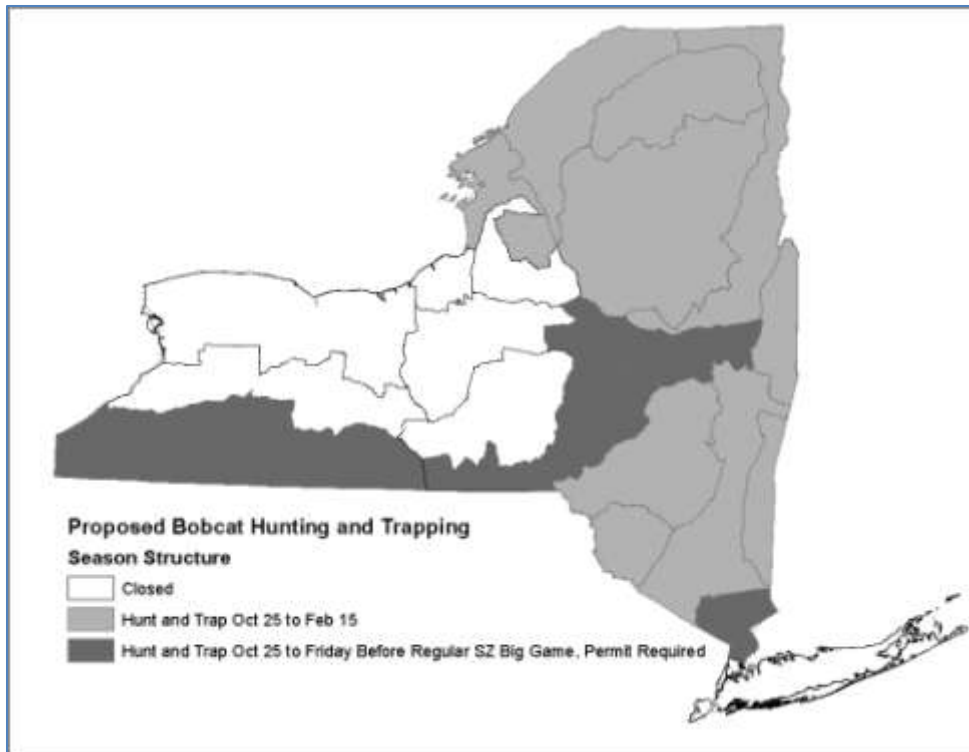 Proposed Bobcat Hunting and Trapping
Season Structure
Closed
Hunt and Trap Oct 25 to Feb 15
Hunt and Trap Oct 25 to Friday Before Regular SZ Big Game, Permit Required